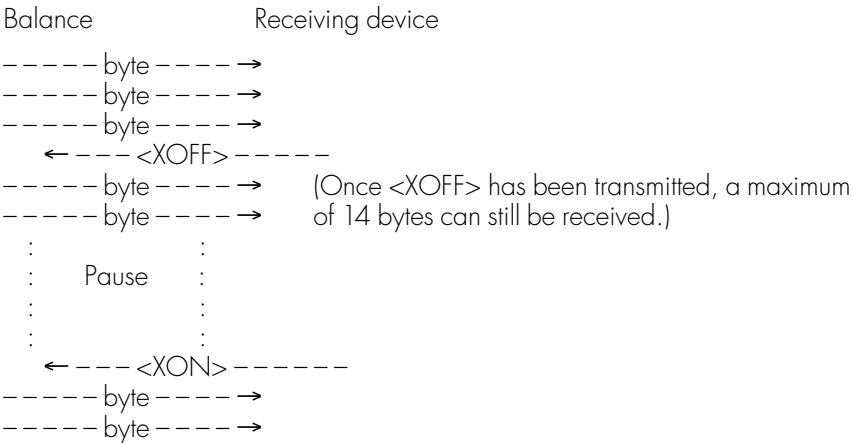 Balance Receiving device
– – – – – byte – – – – →
– – – – – byte – – – – →
– – – – – byte – – – – →
← – – – <XOFF> – – – – –
– – – – – byte – – – – → (Once <XOFF> has been transmitted, a maximum
– – – – – byte – – – – → of 14 bytes can still be received.)
: :
: Pause :
: :
: :
← – – – <XON> – – – – – –
– – – – – byte – – – – →
– – – – – byte – – – – →